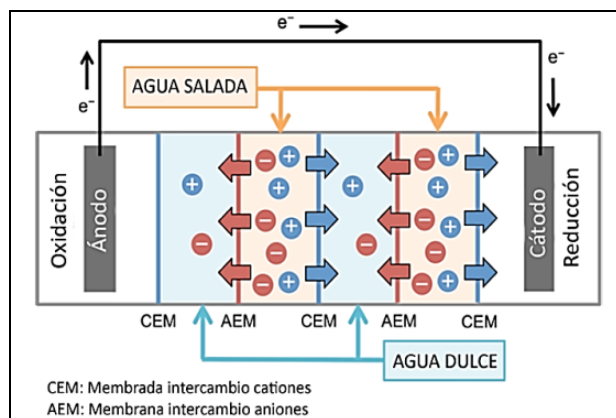 e⁻
e⁻
e⁻
AGUA SALADA
Oxidación
Ánodo
Cátodo
Reducción
CEM
AEM
CEM
AEM
CEM
AGUA DULCE
CEM: Membrada intercambio cationes
AEM: Membrana intercambio aniones